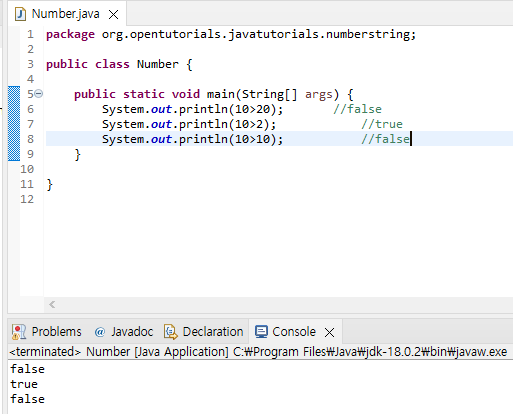 Number.java
1 package org.opentutorials.javatutorials.numberstring;
2
3 public class Number {
4
5 public static void main(String[] args) {
6 System.out.println(10>20); //false
7 System.out.println(10>2); //true
8 System.out.println(10>10); //false
9 }
10
11 }
12
Problems @ Javadoc Declaration Console
<terminated> Number [Java Application] C:₩Program Files₩Java₩jdk-18.0.2₩bin₩javaw.exe
false
true
false